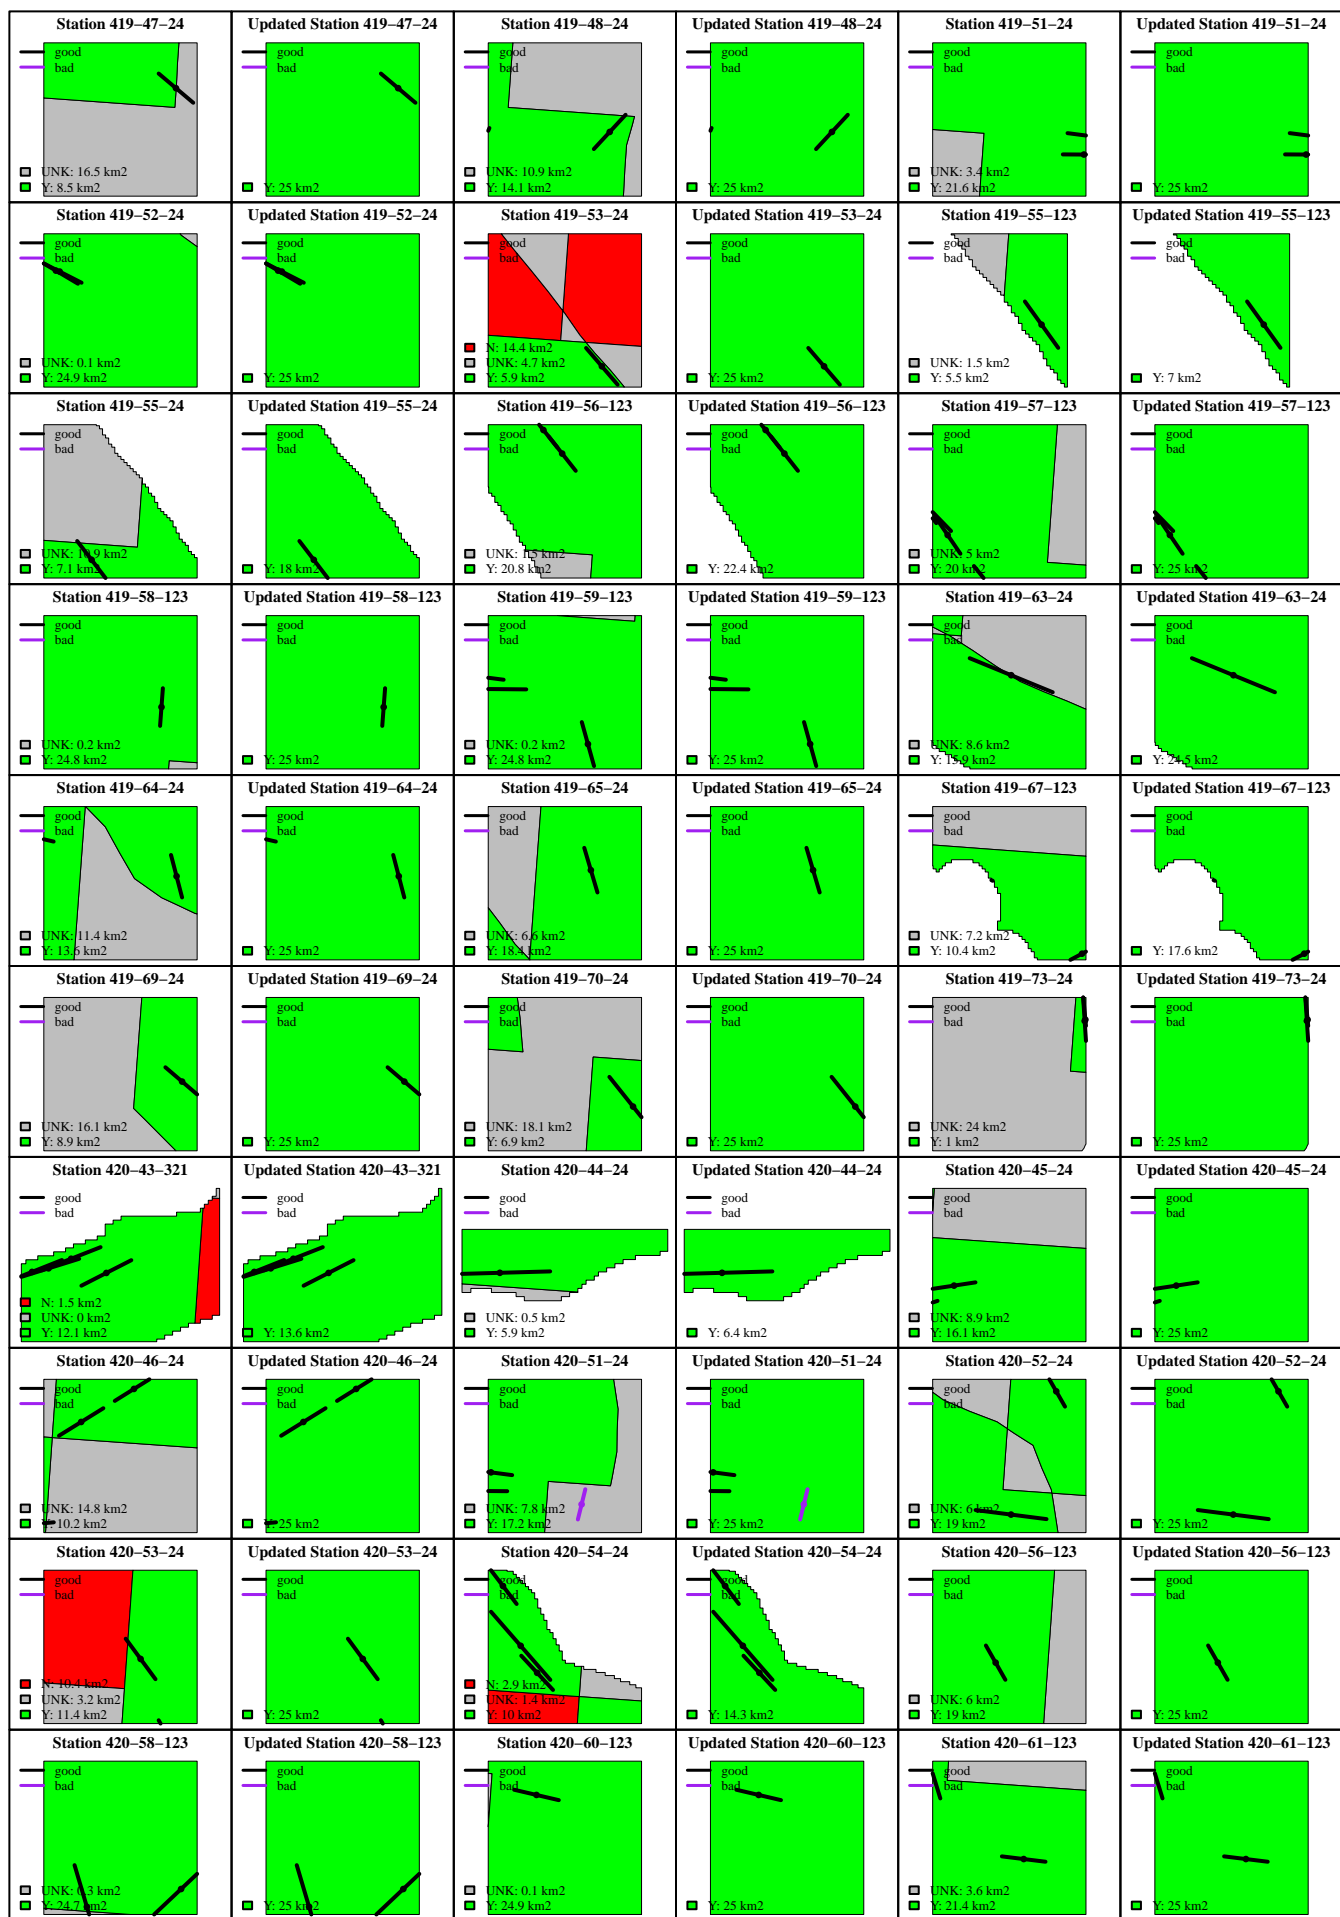 Station 419−47−24
good
bad
UNK: 16.5 km2
Y: 8.5 km2
Updated Station 419−47−24
good
bad
Y: 25 km2
Station 419−48−24
good
bad
UNK: 10.9 km2
Y: 14.1 km2
Updated Station 419−48−24
good
bad
Y: 25 km2
Station 419−51−24
good
bad
UNK: 3.4 km2
Y: 21.6 km2
Updated Station 419−51−24
good
bad
Y: 25 km2
Station 419−52−24
good
bad
UNK: 0.1 km2
Y: 24.9 km2
Updated Station 419−52−24
good
bad
Y: 25 km2
Station 419−53−24
good
bad
N: 14.4 km2
UNK: 4.7 km2
Y: 5.9 km2
Updated Station 419−53−24
good
bad
Y: 25 km2
Station 419−55−123
good
bad
UNK: 1.5 km2
Y: 5.5 km2
Updated Station 419−55−123
good
bad
Y: 7 km2
Station 419−55−24
good
bad
UNK: 10.9 km2
Y: 7.1 km2
Updated Station 419−55−24
good
bad
Y: 18 km2
Station 419−56−123
good
bad
UNK: 1.5 km2
Y: 20.8 km2
Updated Station 419−56−123
good
bad
Y: 22.4 km2
Station 419−57−123
good
bad
UNK: 5 km2
Y: 20 km2
Updated Station 419−57−123
good
bad
Y: 25 km2
Station 419−58−123
good
bad
UNK: 0.2 km2
Y: 24.8 km2
Updated Station 419−58−123
good
bad
Y: 25 km2
Station 419−59−123
good
bad
UNK: 0.2 km2
Y: 24.8 km2
Updated Station 419−59−123
good
bad
Y: 25 km2
Station 419−63−24
good
bad
UNK: 8.6 km2
Y: 15.9 km2
Updated Station 419−63−24
good
bad
Y: 24.5 km2
Station 419−64−24
good
bad
UNK: 11.4 km2
Y: 13.6 km2
Updated Station 419−64−24
good
bad
Y: 25 km2
Station 419−65−24
good
bad
UNK: 6.6 km2
Y: 18.4 km2
Updated Station 419−65−24
good
bad
Y: 25 km2
Station 419−67−123
good
bad
UNK: 7.2 km2
Y: 10.4 km2
Updated Station 419−67−123
good
bad
Y: 17.6 km2
Station 419−69−24
good
bad
UNK: 16.1 km2
Y: 8.9 km2
Updated Station 419−69−24
good
bad
Y: 25 km2
Station 419−70−24
good
bad
UNK: 18.1 km2
Y: 6.9 km2
Updated Station 419−70−24
good
bad
Y: 25 km2
Station 419−73−24
good
bad
UNK: 24 km2
Y: 1 km2
Updated Station 419−73−24
good
bad
Y: 25 km2
Station 420−43−321
good
bad
N: 1.5 km2
UNK: 0 km2
Y: 12.1 km2
Updated Station 420−43−321
good
bad
Y: 13.6 km2
Station 420−44−24
good
bad
UNK: 0.5 km2
Y: 5.9 km2
Updated Station 420−44−24
good
bad
Y: 6.4 km2
Station 420−45−24
good
bad
UNK: 8.9 km2
Y: 16.1 km2
Updated Station 420−45−24
good
bad
Y: 25 km2
Station 420−46−24
good
bad
UNK: 14.8 km2
Y: 10.2 km2
Updated Station 420−46−24
good
bad
Y: 25 km2
Station 420−51−24
good
bad
UNK: 7.8 km2
Y: 17.2 km2
Updated Station 420−51−24
good
bad
Y: 25 km2
Station 420−52−24
good
bad
UNK: 6 km2
Y: 19 km2
Updated Station 420−52−24
good
bad
Y: 25 km2
Station 420−53−24
good
bad
N: 10.4 km2
UNK: 3.2 km2
Y: 11.4 km2
Updated Station 420−53−24
good
bad
Y: 25 km2
Station 420−54−24
good
bad
N: 2.9 km2
UNK: 1.4 km2
Y: 10 km2
Updated Station 420−54−24
good
bad
Y: 14.3 km2
Station 420−56−123
good
bad
UNK: 6 km2
Y: 19 km2
Updated Station 420−56−123
good
bad
Y: 25 km2
Station 420−58−123
good
bad
UNK: 0.3 km2
Y: 24.7 km2
Updated Station 420−58−123
good
bad
Y: 25 km2
Station 420−60−123
good
bad
UNK: 0.1 km2
Y: 24.9 km2
Updated Station 420−60−123
good
bad
Y: 25 km2
Station 420−61−123
good
bad
UNK: 3.6 km2
Y: 21.4 km2
Updated Station 420−61−123
good
bad
Y: 25 km2